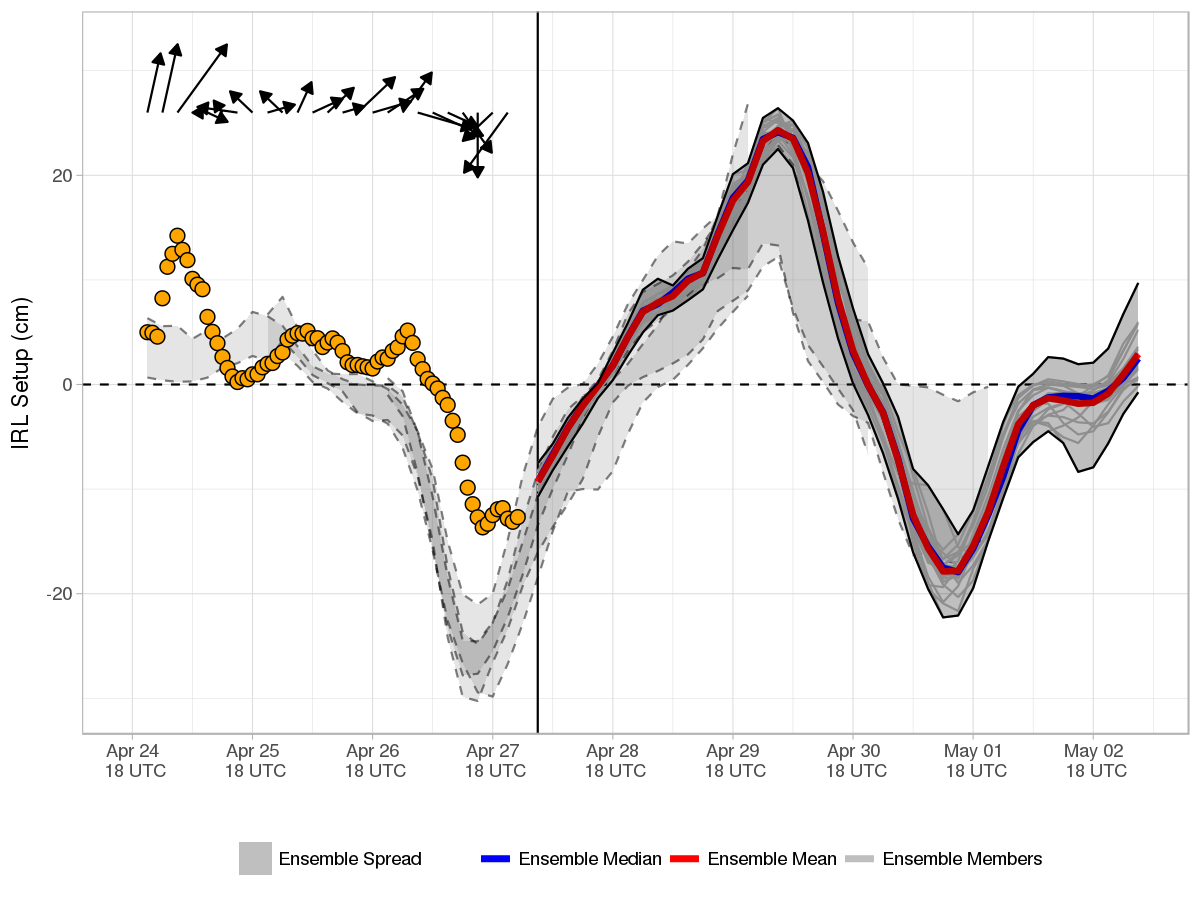 IRL Setup (cm)
20
0
-20
Apr 24
18 UTC
Apr 25
18 UTC
Apr 26
18 UTC
Apr 27
18 UTC
Apr 28
18 UTC
Apr 29
18 UTC
Apr 30
18 UTC
May 01
18 UTC
May 02
18 UTC
Ensemble Spread
Ensemble Median
Ensemble Mean
Ensemble Members